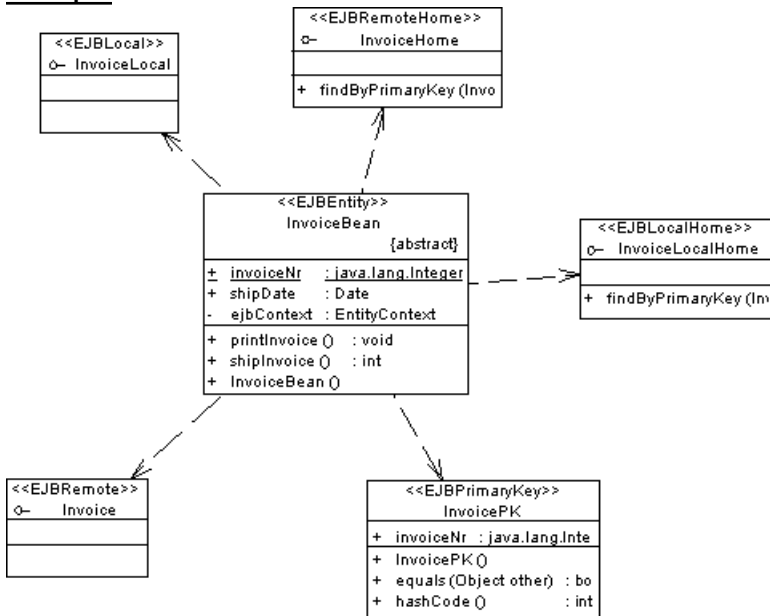 <<EJBRemoteHome>>
InvoiceHome
+ findByPrimaryKey (Invo
<<EJBLocal>>
InvoiceLocal
<<EJBEntity>>
InvoiceBean
{abstract}
+ invoiceNr : java.lang.Integer
+ shipDate : Date
- ejbContext : EntityContext
+ printInvoice () : void
+ shipInvoice () : int
+ InvoiceBean ()
<<EJBLocalHome>>
InvoiceLocalHome
+ findByPrimaryKey (Inv
<<EJBRemote>>
Invoice
<<EJBPrimaryKey>>
InvoicePK
+ invoiceNr : java.lang.Inte
+ InvoicePK ()
+ equals (Object other) : bo
+ hashCode () : int